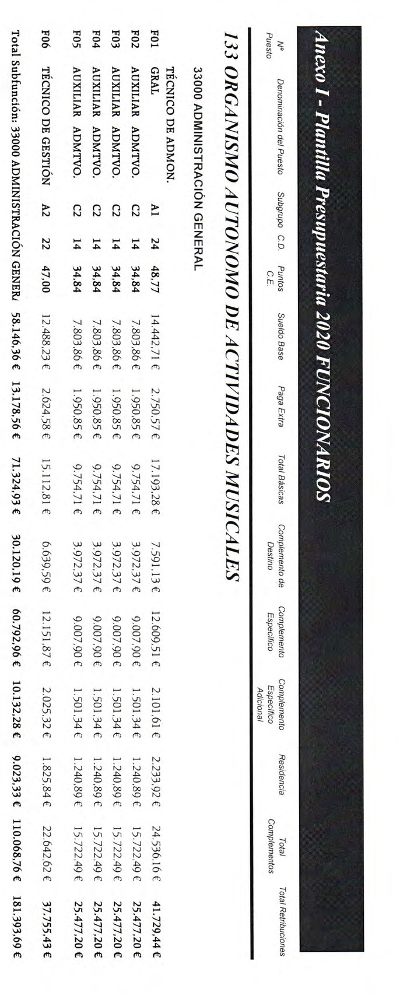 Anexo I - Plantilla Presupuestaria 2020 FUNCIONARIOS
Nº Puesto Denominación del Puesto Subgrupo C.D. Puntos C.E. Sueldo Base Paga Extra Total Básicas Complemento de Destino Complemento Específico Complemento Específico Adicional Residencia Total Complementos Total Retribuciones
133 ORGANISMO AUTONOMO DE ACTIVIDADES MUSICALES
33000 ADMINISTRACIÓN GENERAL
TÉCNICO DE ADMON.
F01 GRAL A1 24 48,77 14.442,71 € 2.750,57 € 17.193,28 € 7.591,13 € 12.609,51 € 2.101,61 € 2.233,92 € 24.536,16 € 41.729,44 €
F02 AUXILIAR ADMTVO. C2 14 34,84 7.803,86 € 1.950,85 € 9.754,71 € 3.972,37 € 9.007,90 € 1.501,34 € 1.240,89 € 15.722,49 € 25.477,20 €
F03 AUXILIAR ADMTVO. C2 14 34,84 7.803,86 € 1.950,85 € 9.754,71 € 3.972,37 € 9.007,90 € 1.501,34 € 1.240,89 € 15.722,49 € 25.477,20 €
F04 AUXILIAR ADMTVO. C2 14 34,84 7.803,86 € 1.950,85 € 9.754,71 € 3.972,37 € 9.007,90 € 1.501,34 € 1.240,89 € 15.722,49 € 25.477,20 €
F05 AUXILIAR ADMTVO. C2 14 34,84 7.803,86 € 1.950,85 € 9.754,71 € 3.972,37 € 9.007,90 € 1.501,34 € 1.240,89 € 15.722,49 € 25.477,20 €
F06 TÉCNICO DE GESTIÓN A2 22 47,00 12.488,23 € 2.624,58 € 15.112,81 € 6.639,59 € 12.151,87 € 2.025,32 € 1.825,84 € 22.642,62 € 37.755,43 €
Total Subfunción: 33000 ADMINISTRACIÓN GENERA 58.146,36 € 13.178,56 € 71.324,93 € 30.120,19 € 60.792,96 € 10.132,28 € 9.023,33 € 110.068,76 € 181.393,69 €